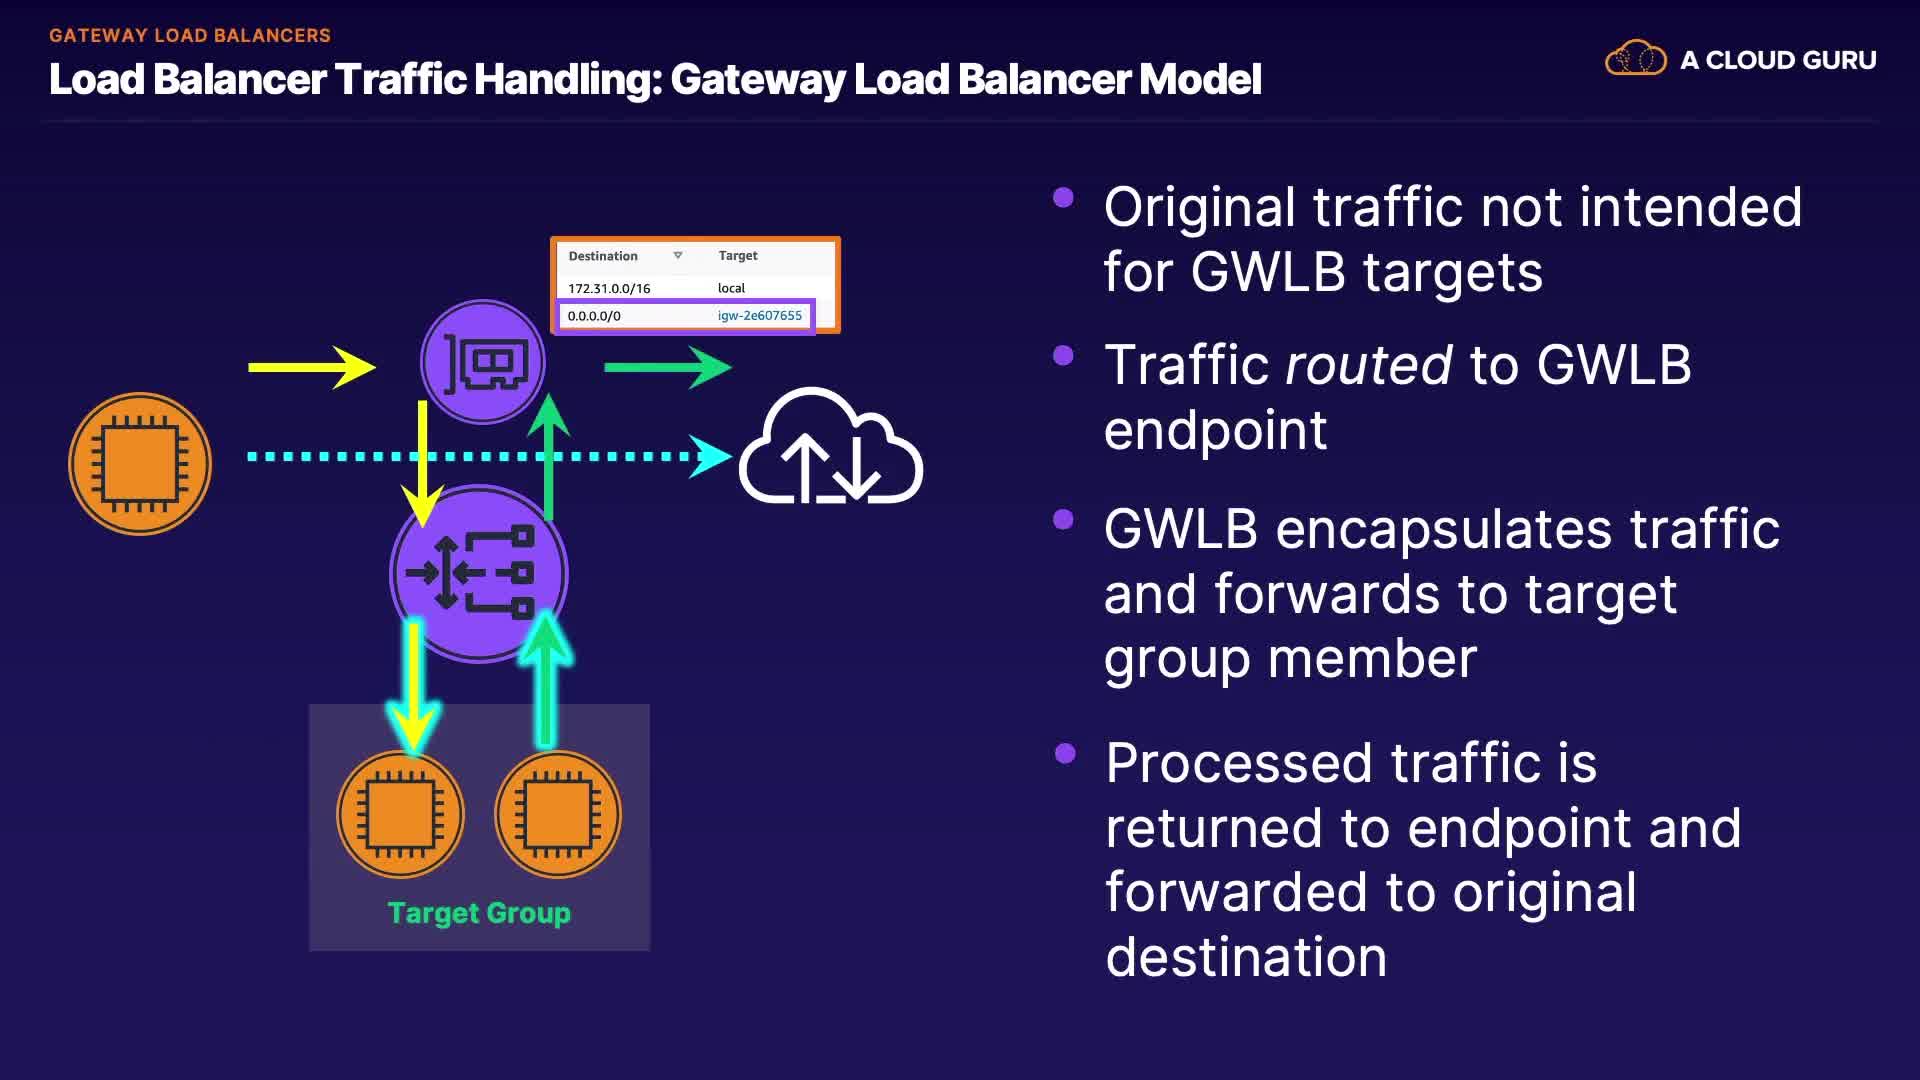 GATEWAY LOAD BALANCERS
Load Balancer Traffic Handling: Gateway Load Balancer Model
A CLOUD GURU
Destination Target
172.31.0.0/16 local
0.0.0.0/0 igw-2e607655
Target Group
Original traffic not intended
for GWLB targets
Traffic routed to GWLB
endpoint
GWLB encapsulates traffic
and forwards to target
group member
Processed traffic is
returned to endpoint and
forwarded to original
destination